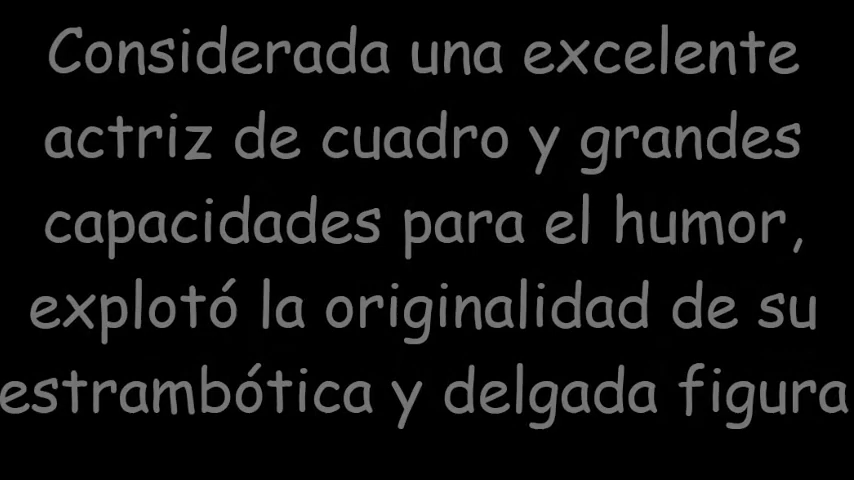 Considerada una excelente
actriz de cuadro y grandes
capacidades para el humor,
explotó la originalidad de su
estrambótica y delgada figura